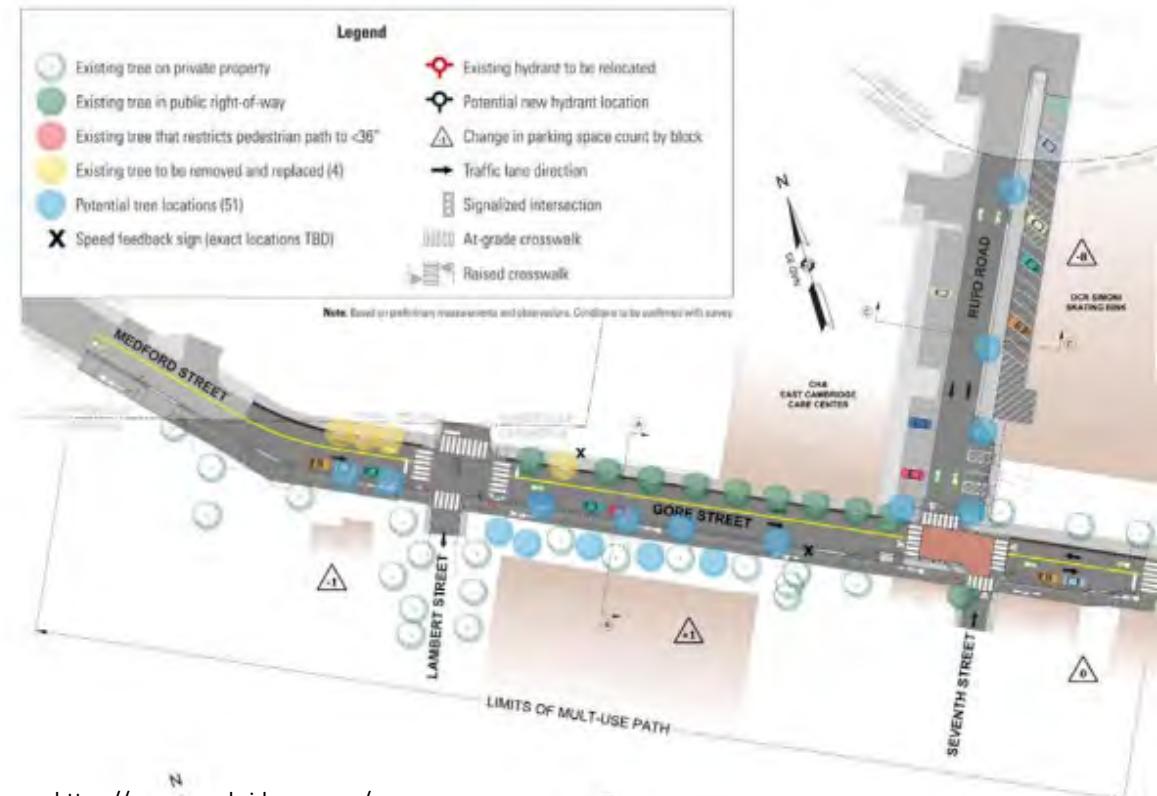 Legend
Existing tree on private property
Existing tree in public right-of-way
Existing tree that restricts pedestrian path to <36"
Existing tree to be removed and replaced (4)
Potential tree locations (51)
X Speed feedback sign (exact locations TBD)
Existing hydrant to be relocated
Potential new hydrant location
Change in parking space count by block
Traffic lane direction
Signalized intersection
At-grade crosswalk
Raised crosswalk
Note: Based on preliminary measurements and observations. Conditions to be confirmed with survey
N
NAD 83
RUFO ROAD
-8
DCR SIMONI
SKATING RINK
C
C
MEDFORD STREET
CHA
EAST CAMBRIDGE
CARE CENTER
X
GORE STREET
X
-1
LAMBERT STREET
+1
SEVENTH STREET
0
LIMITS OF MULT-USE PATH
N